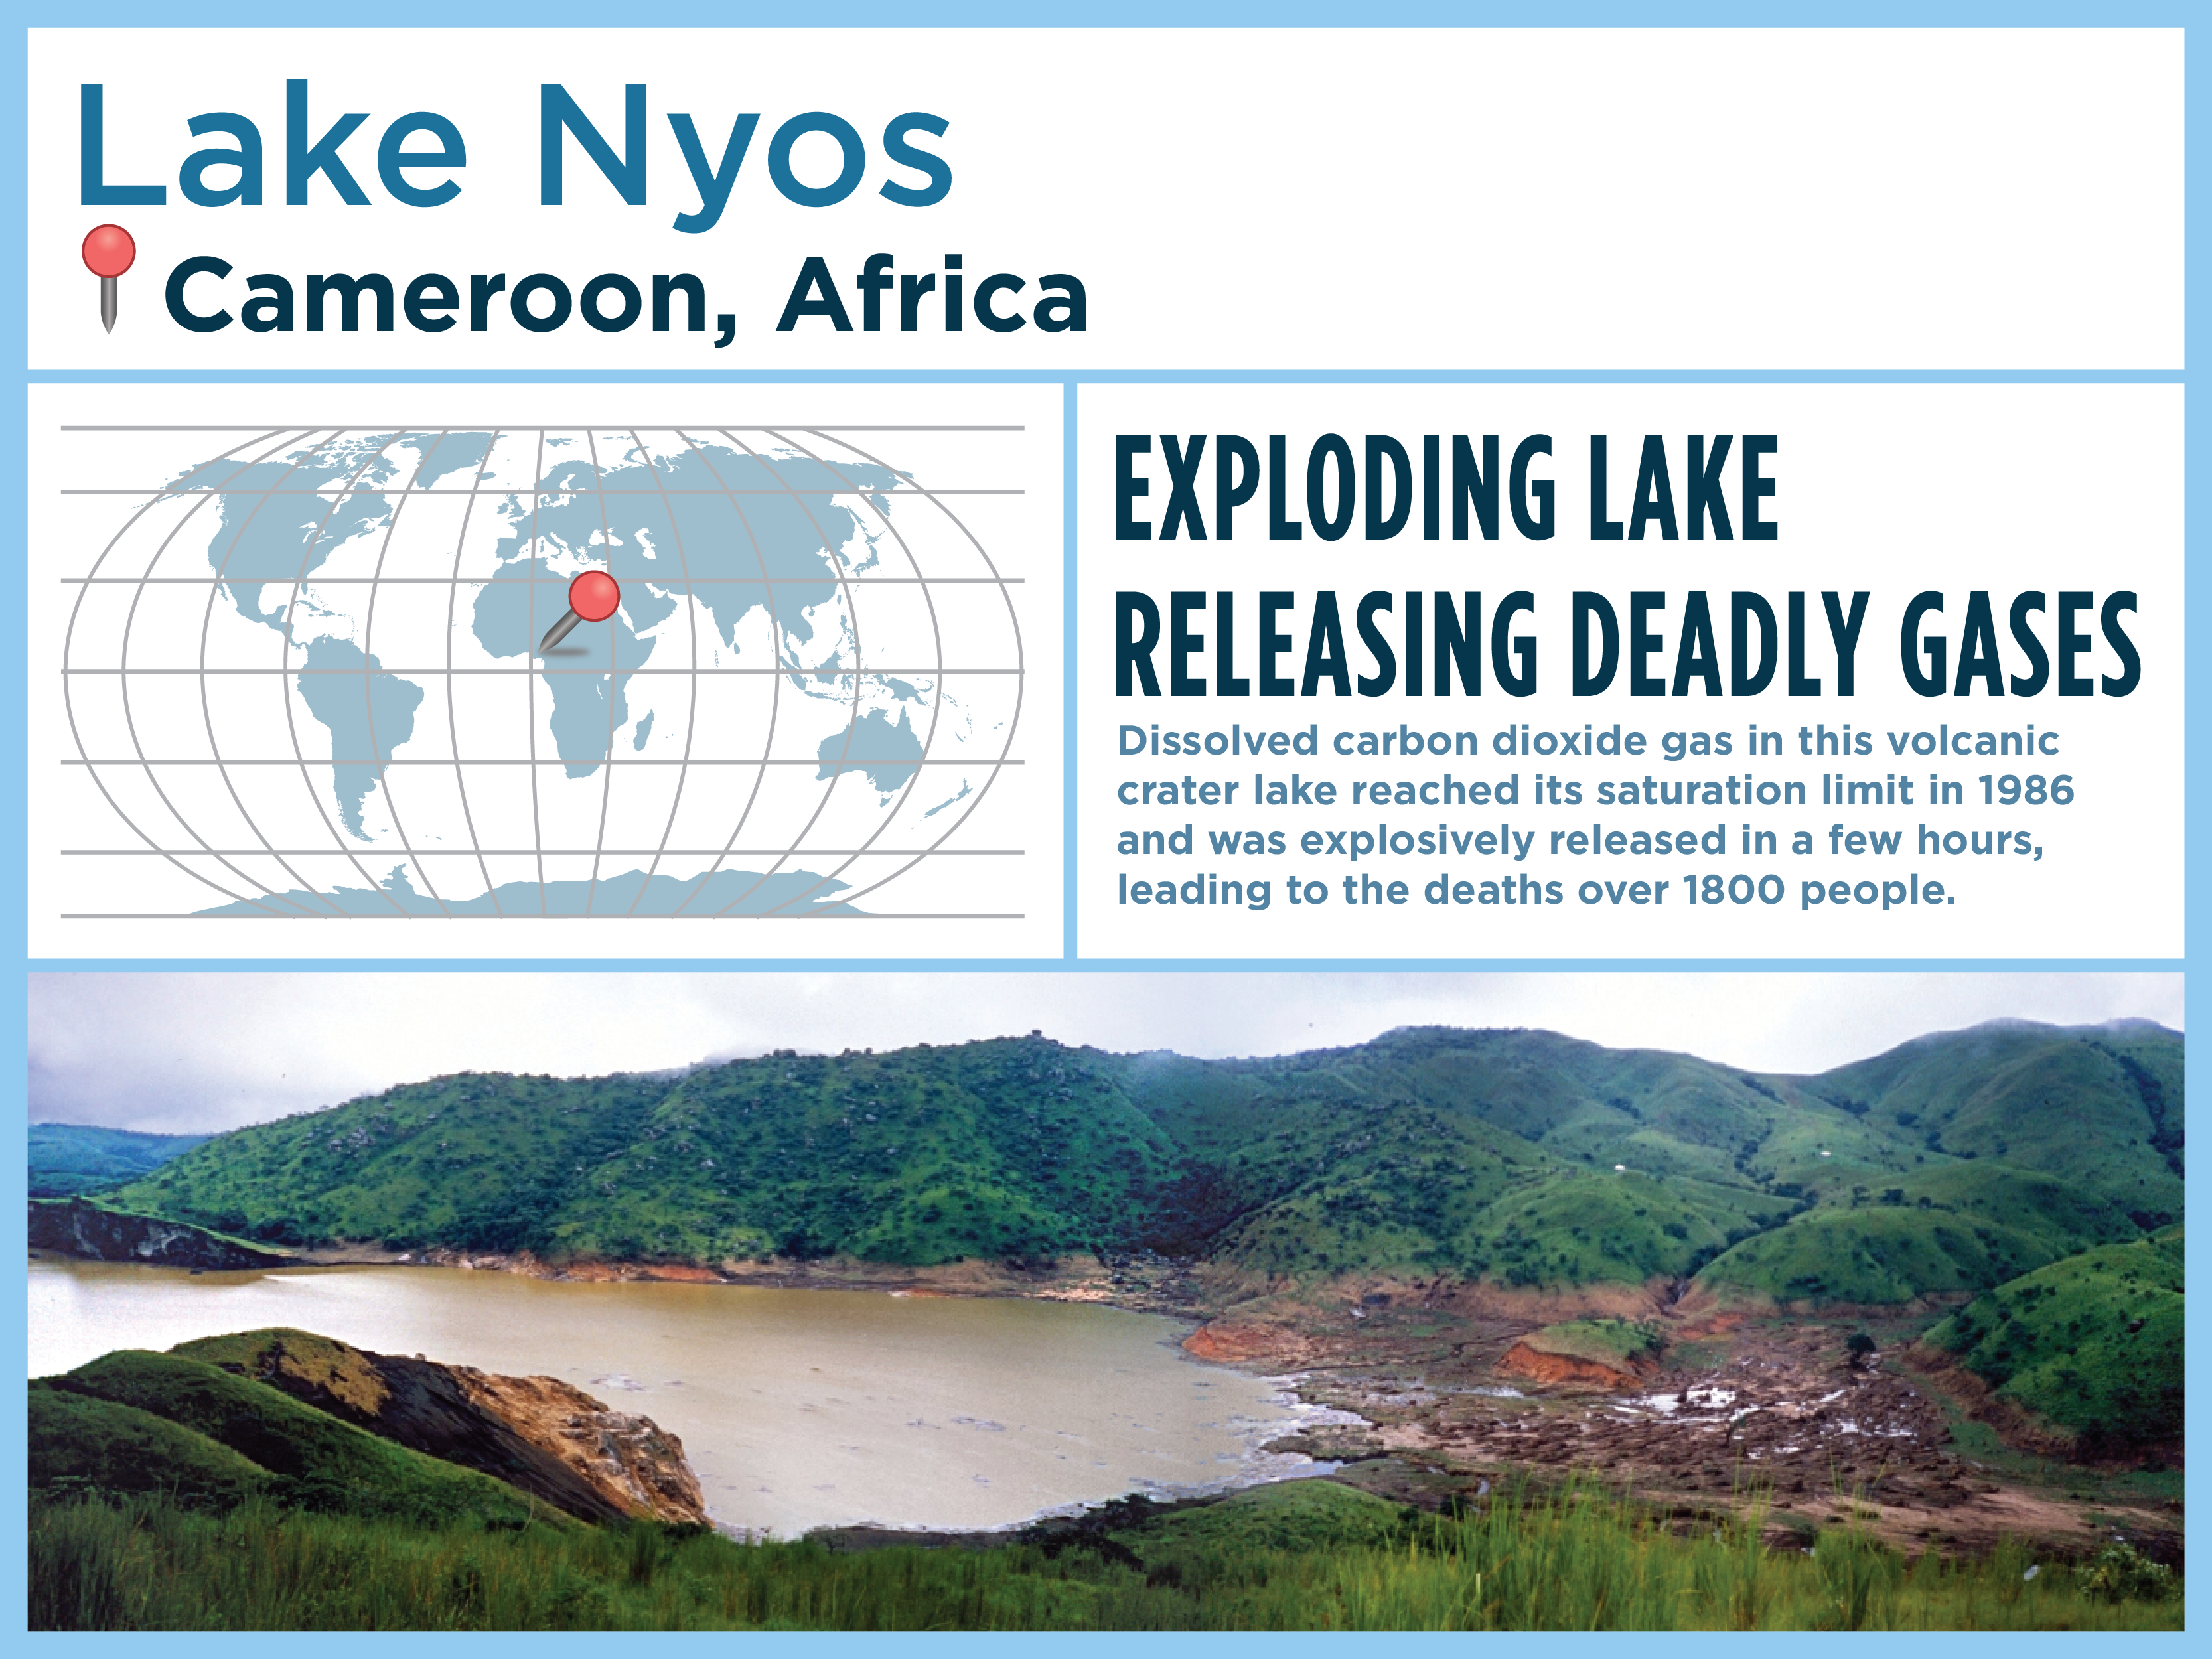 Lake Nyos
Cameroon, Africa
EXPLODING LAKE
RELEASING DEADLY GASES
Dissolved carbon dioxide gas in this volcanic
crater lake reached its saturation limit in 1986
and was explosively released in a few hours,
leading to the deaths over 1800 people.